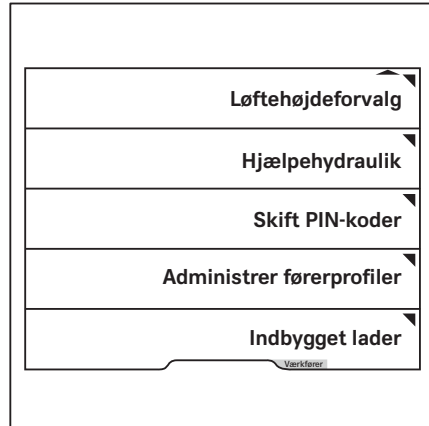 Løftehøjdeforvalg
Hjælpehydraulik
Skift PIN-koder
Administrer førerprofiler
Indbygget lader
Værkfører